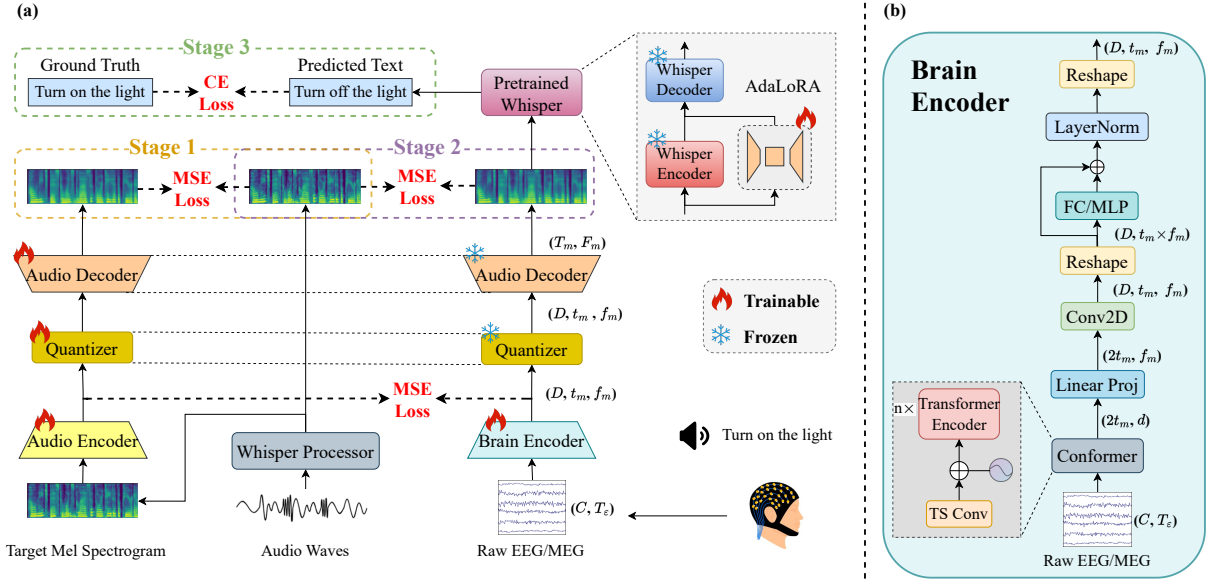 (a)
Stage 3
Ground Truth
Turn on the light
CE
Loss
Predicted Text
Turn off the light
Pretrained
Whisper
Whisper
Decoder
AdaLoRA
Whisper
Encoder
Stage 1
Stage 2
MSE
Loss
MSE
Loss
Audio Decoder
(T_m, F_m)
Audio Decoder
(D, t_m, f_m)
Quantizer
Quantizer
Trainable
Frozen
MSE
Loss
(D, t_m, f_m)
Audio Encoder
Whisper Processor
Brain Encoder
Turn on the light
(C, T_ε)
Target Mel Spectrogram
Audio Waves
Raw EEG/MEG
(b)
Brain
Encoder
(D, t_m, f_m)
Reshape
LayerNorm
FC/MLP
(D, t_m × f_m)
Reshape
(D, t_m, f_m)
Conv2D
(2t_m, f_m)
Linear Proj
(2t_m, d)
Conformer
n×
Transformer
Encoder
TS Conv
(C, T_ε)
Raw EEG/MEG